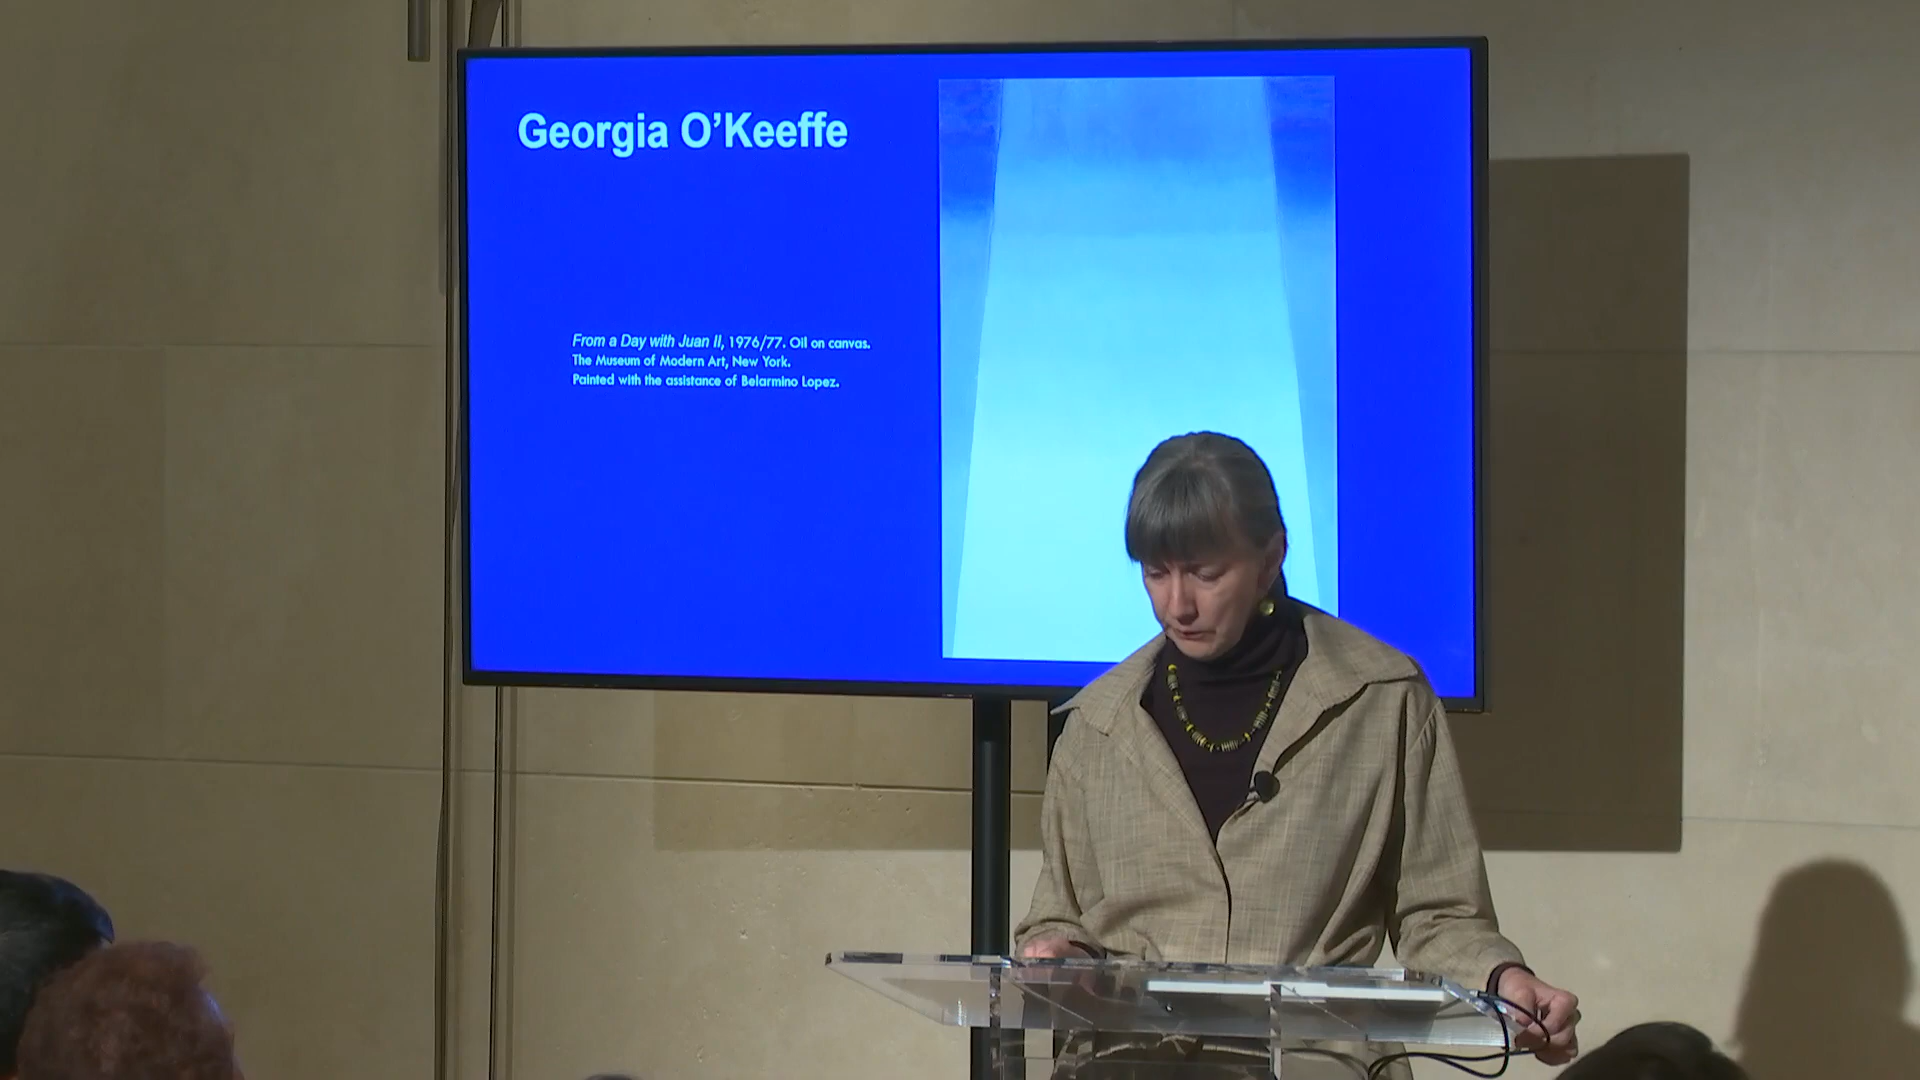 Georgia O’Keeffe
From a Day with Juan II, 1976/77. Oil on canvas.
The Museum of Modern Art, New York.
Painted with the assistance of Belarmino Lopez.